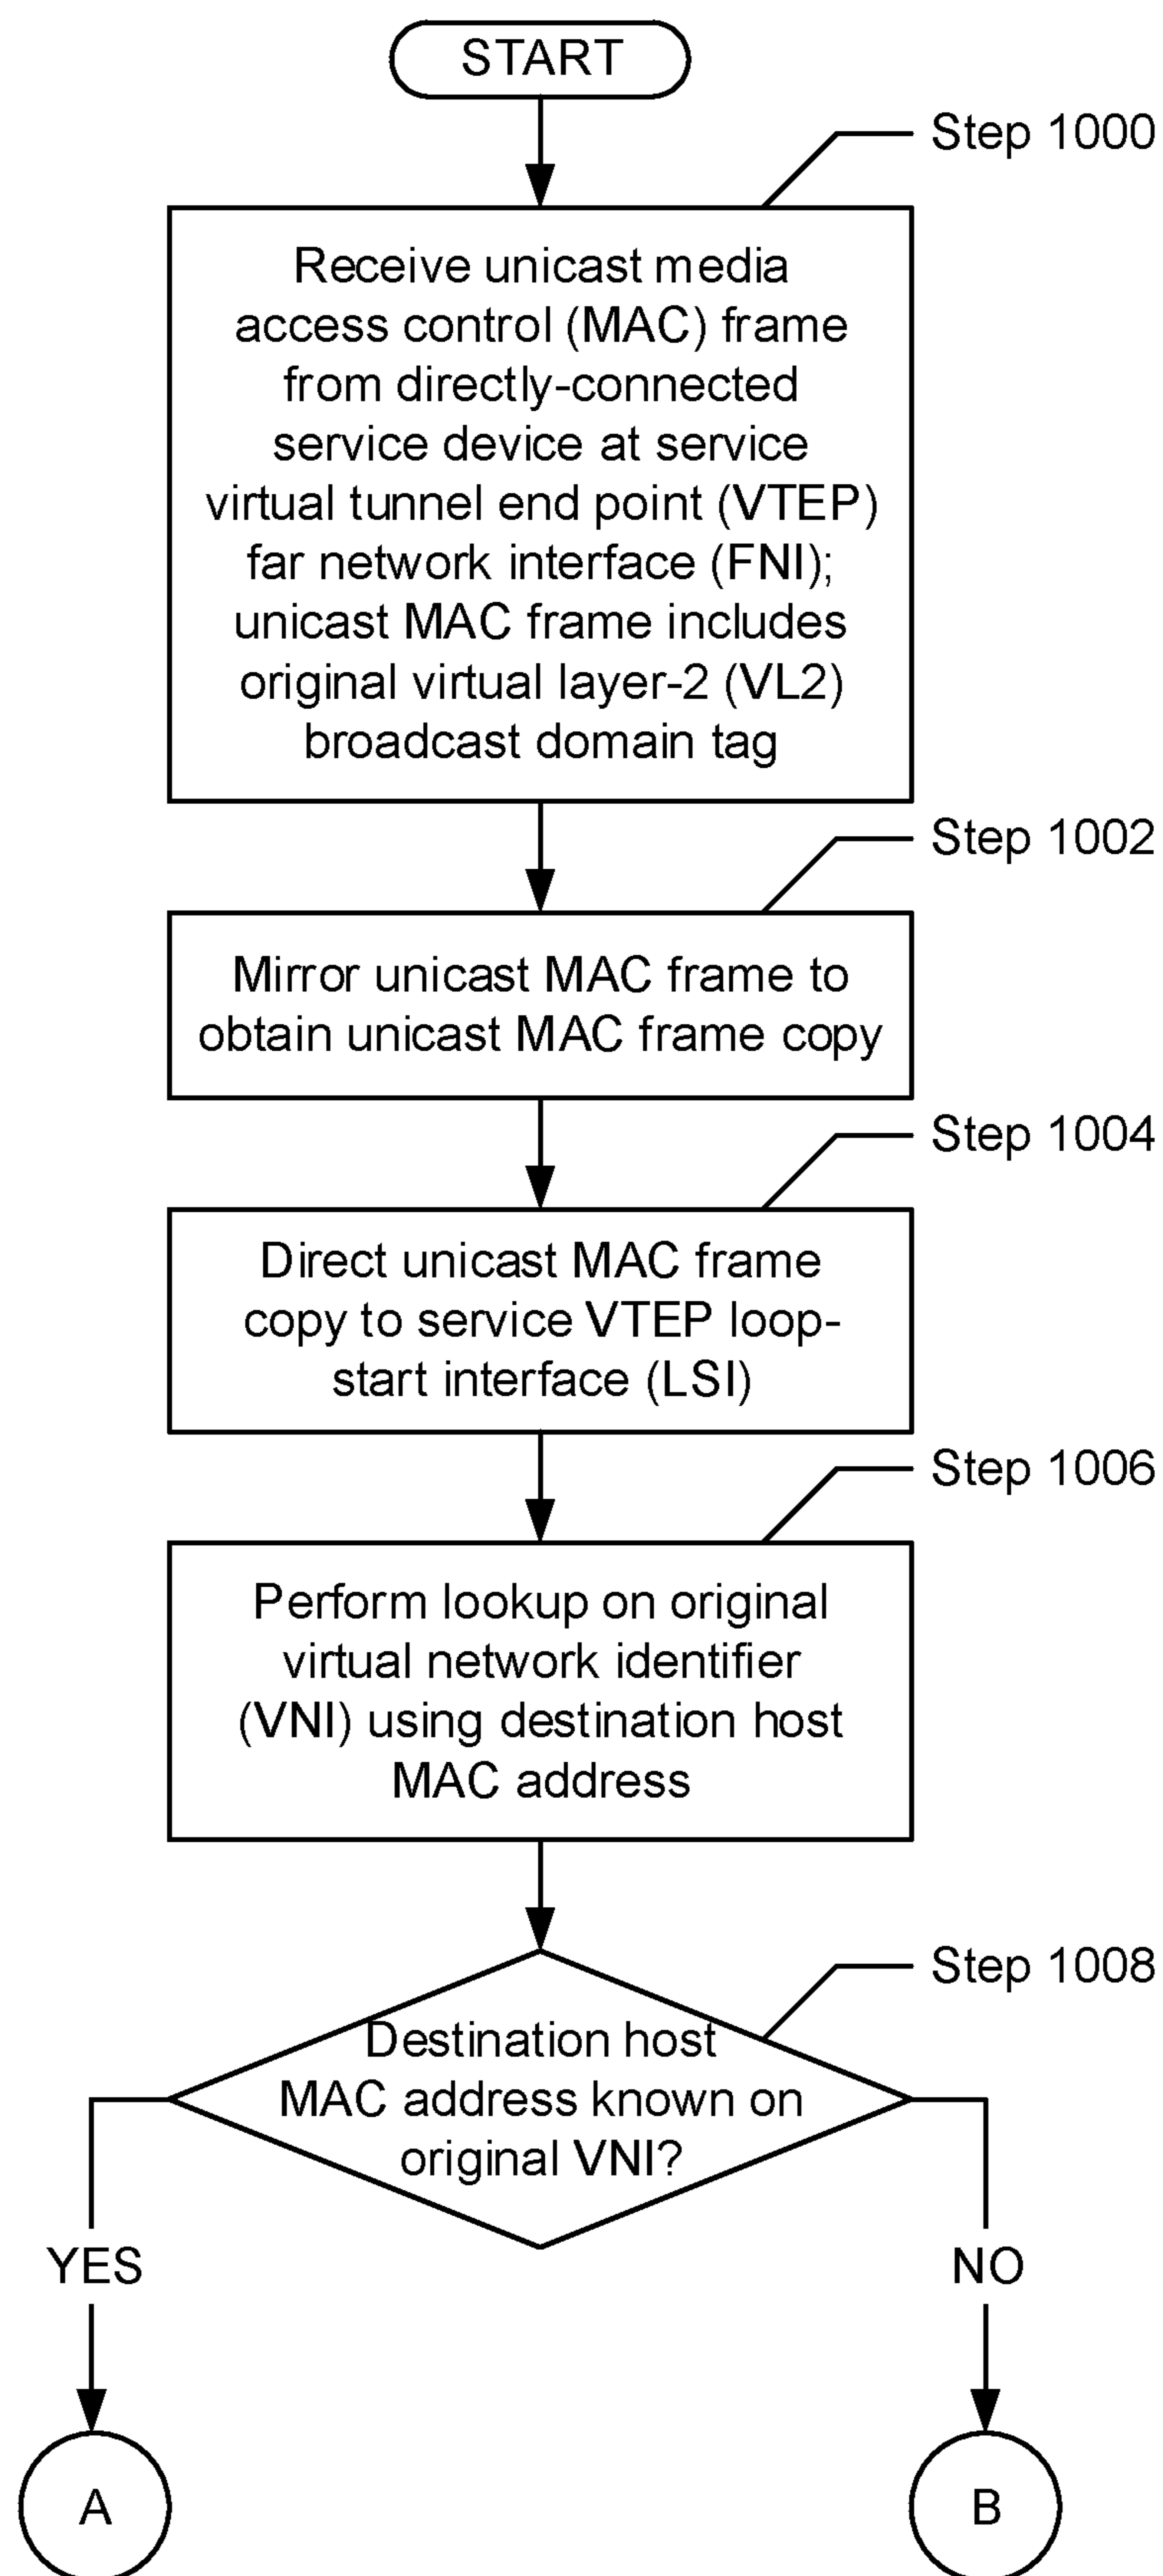 START
Step 1000
Receive unicast media
access control (MAC) frame
from directly-connected
service device at service
virtual tunnel end point (VTEP)
far network interface (FNI);
unicast MAC frame includes
original virtual layer-2 (VL2)
broadcast domain tag
Step 1002
Mirror unicast MAC frame to
obtain unicast MAC frame copy
Step 1004
Direct unicast MAC frame
copy to service VTEP loop-
start interface (LSI)
Step 1006
Perform lookup on original
virtual network identifier
(VNI) using destination host
MAC address
Step 1008
Destination host
MAC address known on
original VNI?
YES
NO
A
B